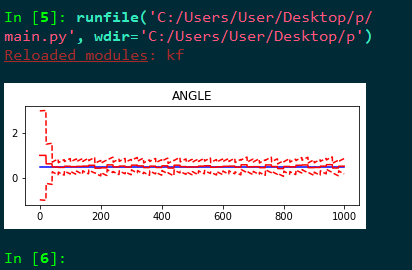 In [5]: runfile('C:/Users/User/Desktop/p/
main.py', wdir='C:/Users/User/Desktop/p')
Reloaded modules: kf
ANGLE
2
0
0 200 400 600 800 1000
In [6]: